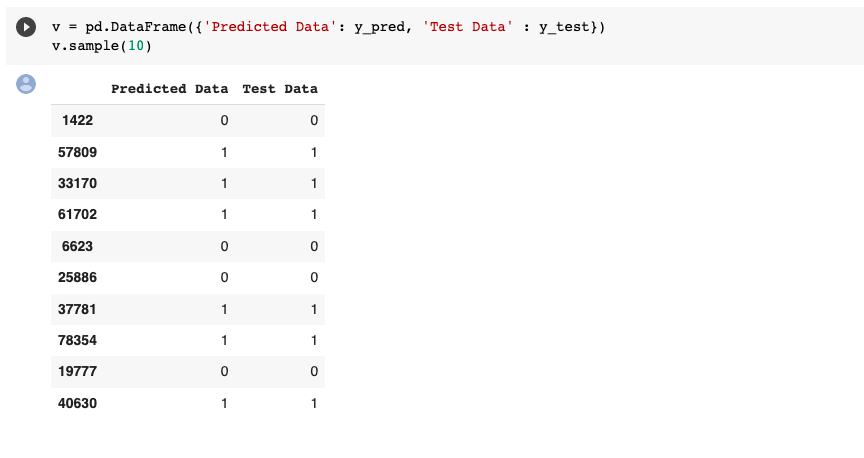 v = pd.DataFrame({'Predicted Data': y_pred, 'Test Data' : y_test})
v.sample(10)
Predicted Data Test Data
1422 0 0
57809 1 1
33170 1 1
61702 1 1
6623 0 0
25886 0 0
37781 1 1
78354 1 1
19777 0 0
40630 1 1